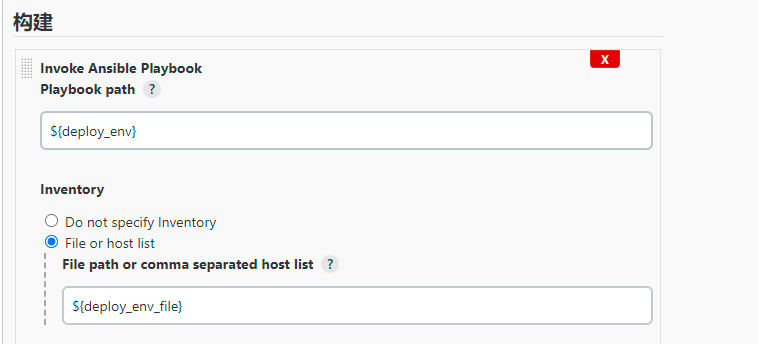 构建
X
Invoke Ansible Playbook
Playbook path ?
${deploy_env}
Inventory
Do not specify Inventory
File or host list
File path or comma separated host list ?
${deploy_env_file}